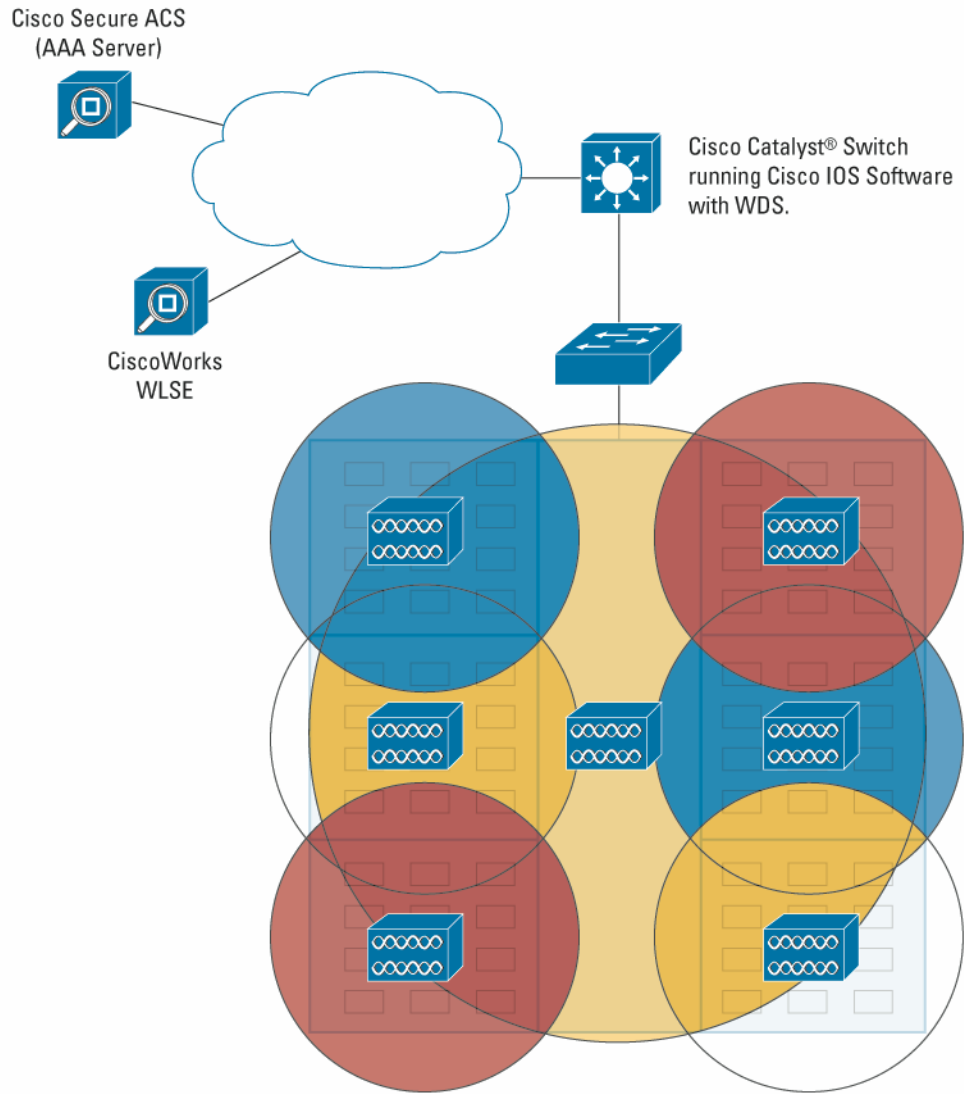 Cisco Secure ACS
(AAA Server)
Cisco Catalyst® Switch
running Cisco IOS Software
with WDS.
CiscoWorks
WLSE